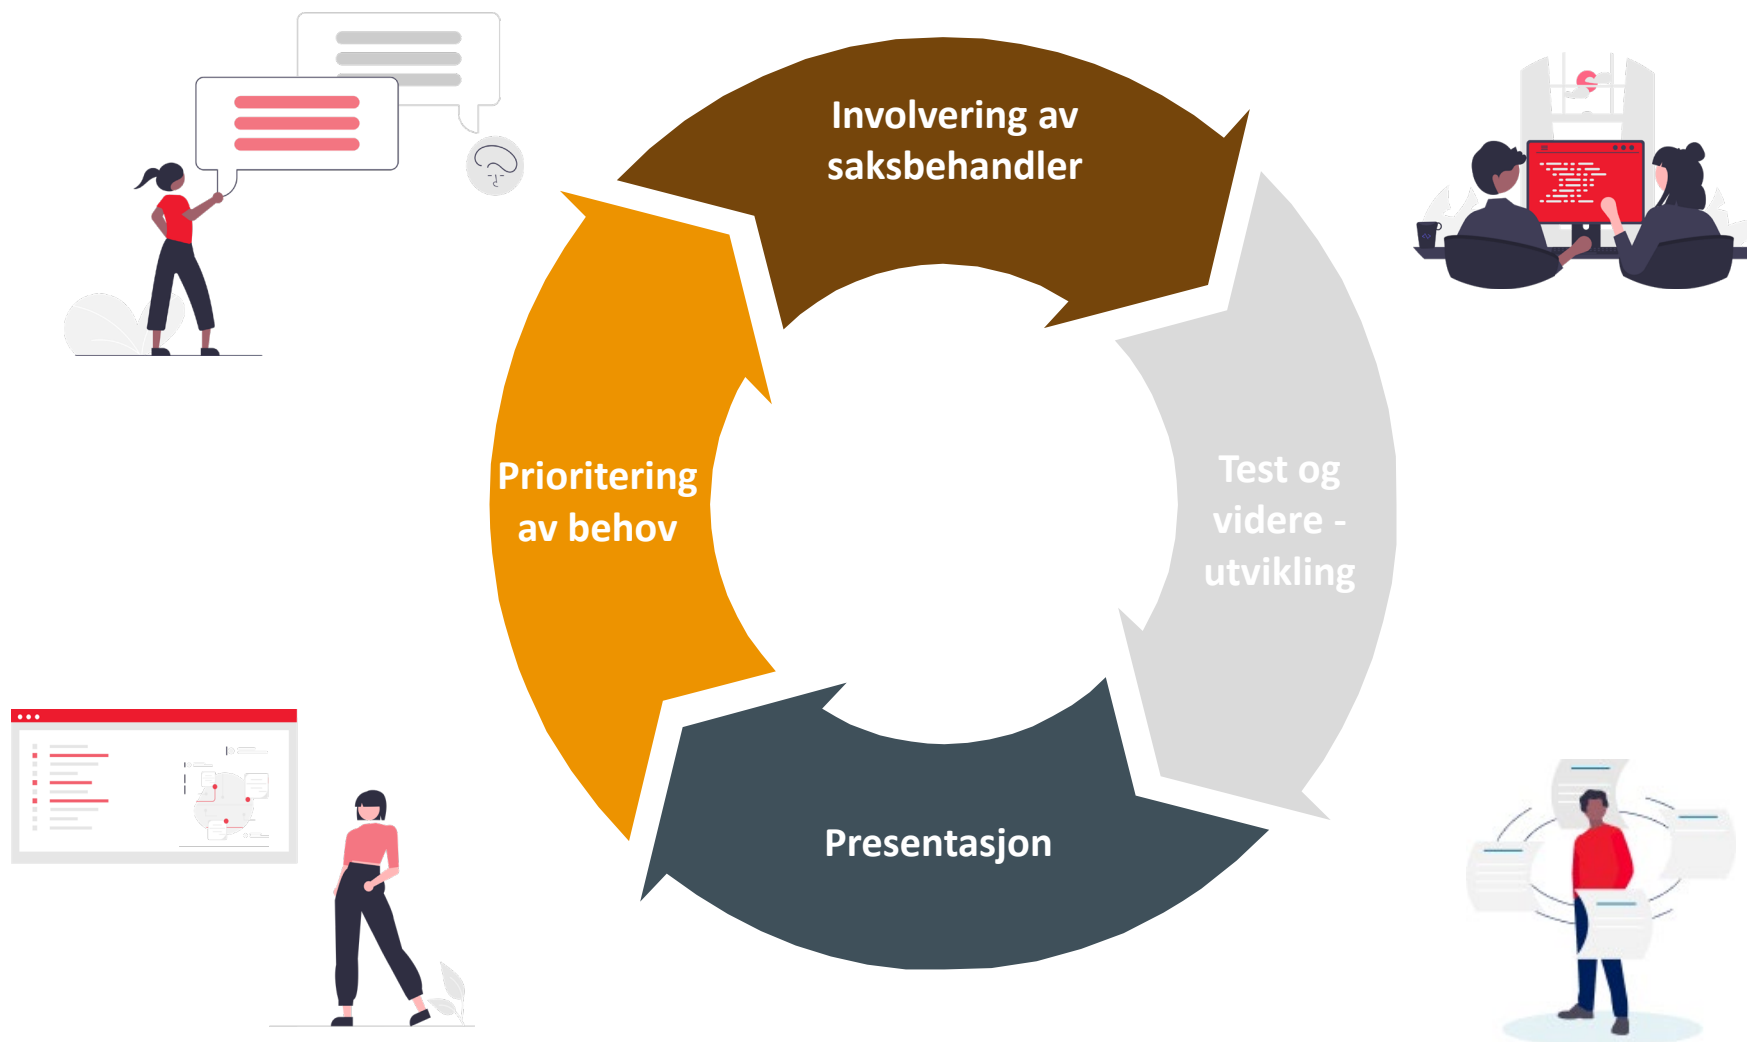 Involvering av
saksbehandler
Prioritering
av behov
Test og
videre -
utvikling
Presentasjon